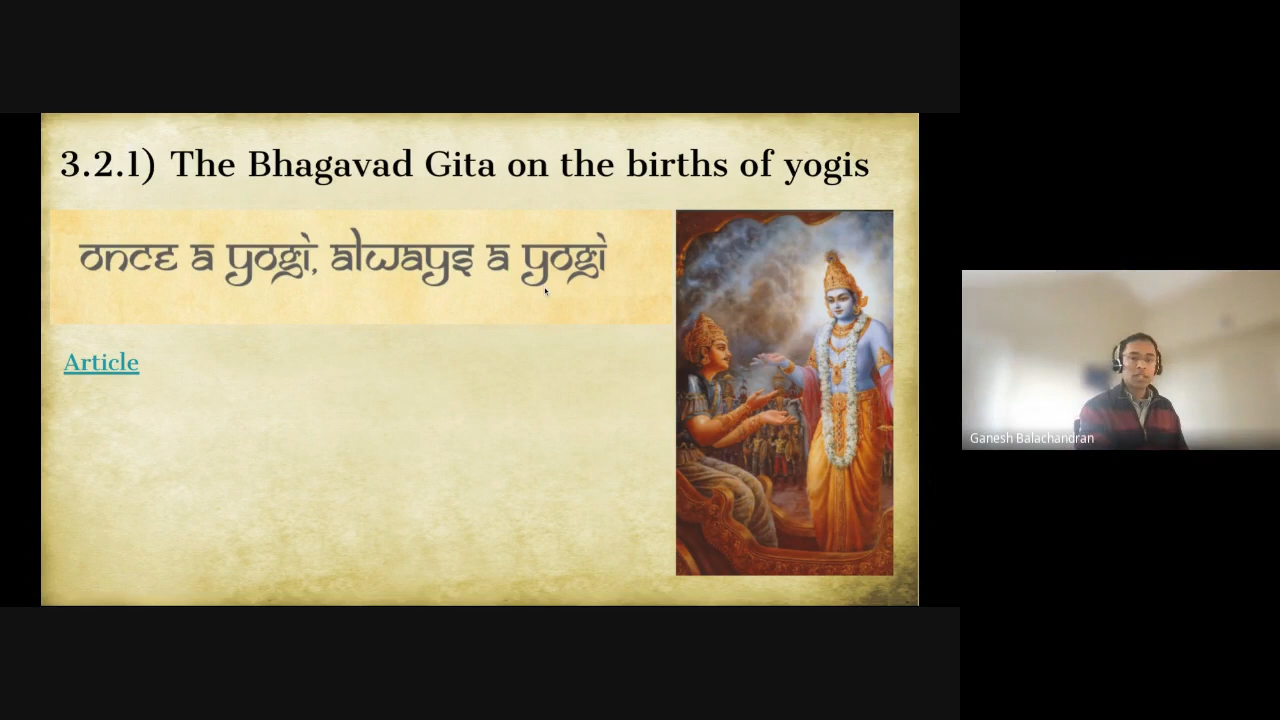 3.2.1) The Bhagavad Gita on the births of yogis
once a yogi, always a yogi
Article
Ganesh Balachandran